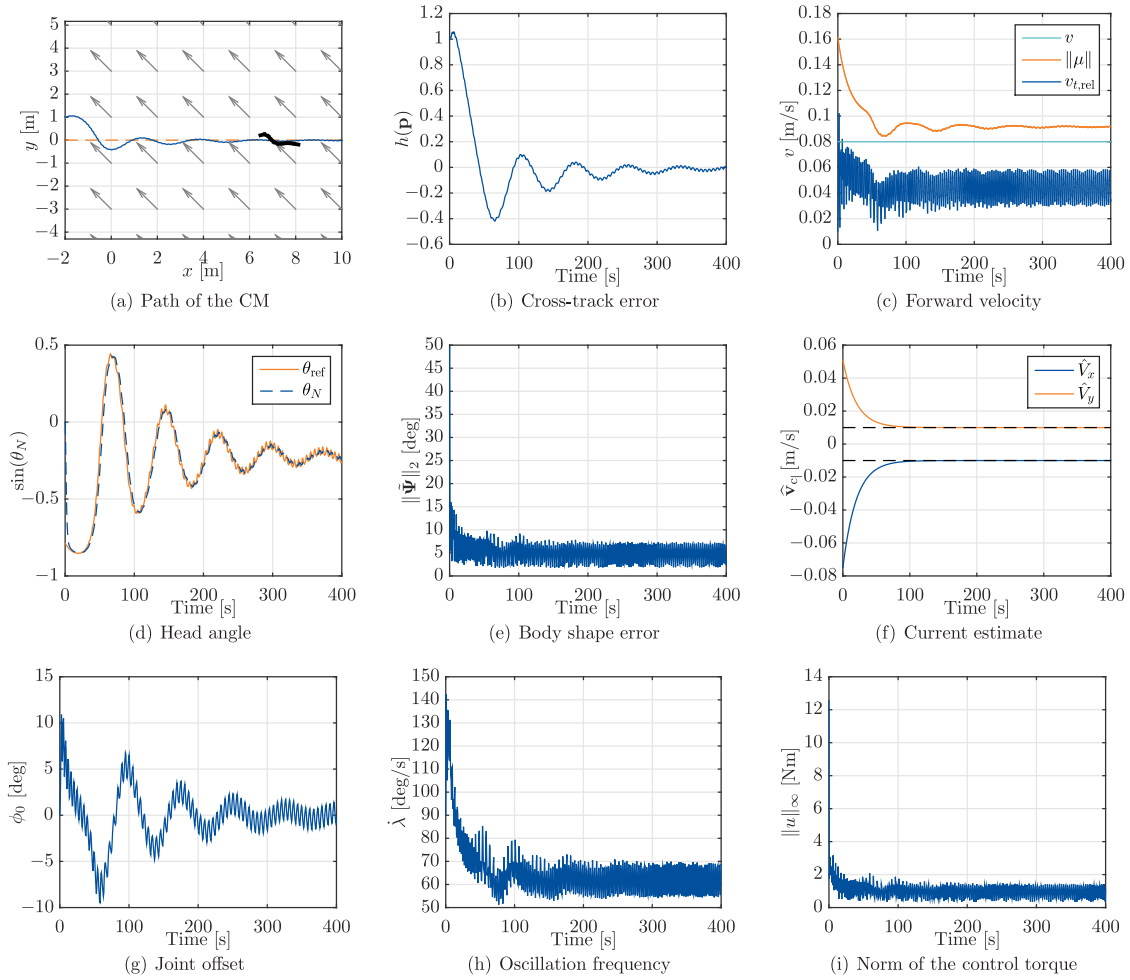 5
4
3
2
1
0
−1
−2
−3
−4
y [m]
−2 0 2 4 6 8 10
x [m]
(a) Path of the CM
1.2
1
0.8
0.6
0.4
0.2
0
−0.2
−0.4
−0.6
h(p)
0 100 200 300 400
Time [s]
(b) Cross-track error
0.2
0.18
0.16
0.14
0.12
0.1
0.08
0.06
0.04
0.02
0
v [m/s]
v
‖μ‖
v_{t,rel}
0 100 200 300 400
Time [s]
(c) Forward velocity
0.5
0
−0.5
−1
sin(θ_N)
θ_ref
θ_N
0 100 200 300 400
Time [s]
(d) Head angle
50
45
40
35
30
25
20
15
10
5
0
‖Ψ̃‖₂ [deg]
0 100 200 300 400
Time [s]
(e) Body shape error
0.06
0.04
0.02
0
−0.02
−0.04
−0.06
−0.08
v̂_c| [m/s]
V̂_x
V̂_y
0 100 200 300 400
Time [s]
(f) Current estimate
15
10
5
0
−5
−10
ϕ₀ [deg]
0 100 200 300 400
Time [s]
(g) Joint offset
150
140
130
120
110
100
90
80
70
60
50
λ̇ [deg/s]
0 100 200 300 400
Time [s]
(h) Oscillation frequency
14
12
10
8
6
4
2
0
‖u‖_∞ [Nm]
0 100 200 300 400
Time [s]
(i) Norm of the control torque